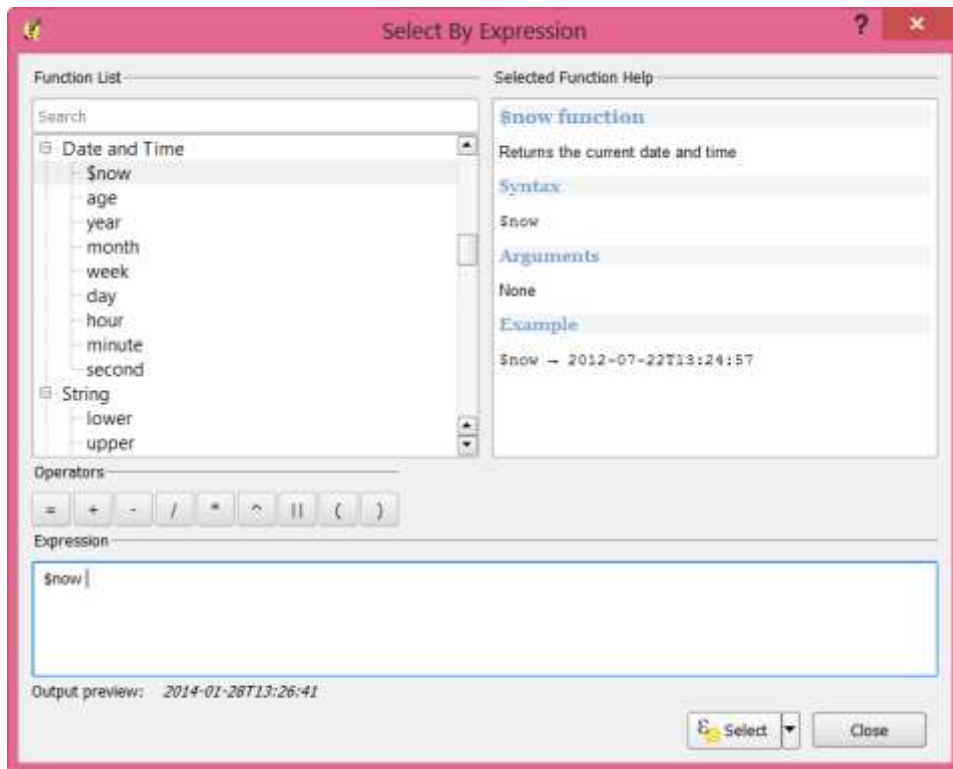 Select By Expression
?
×
Function List
Search
Date and Time
$now
age
year
month
week
day
hour
minute
second
String
lower
upper
Selected Function Help
$now function
Returns the current date and time
Syntax
$now
Arguments
None
Example
$now → 2012-07-22T13:24:57
Operators
= + - / * ^ || ( )
Expression
$now
Output preview: 2014-01-28T13:26:41
ε Select
Close